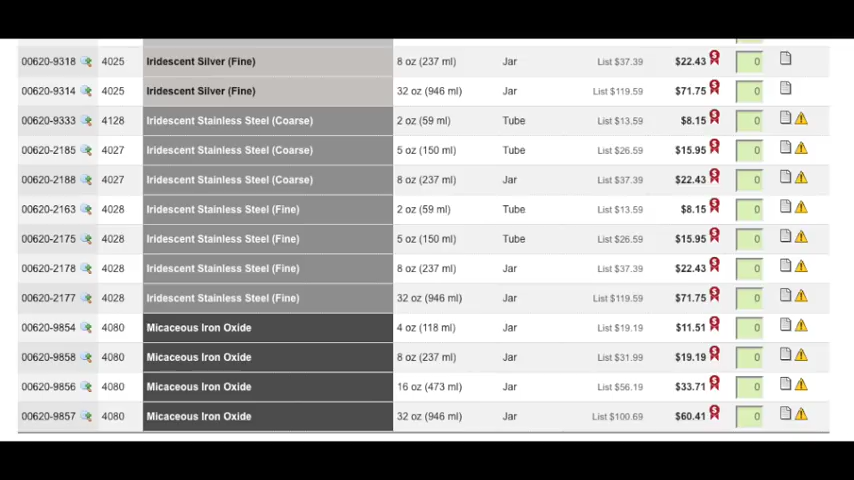 00620-9318 4025 Iridescent Silver (Fine) 8 oz (237 ml) Jar List $37.39 $22.43 0
00620-9314 4025 Iridescent Silver (Fine) 32 oz (946 ml) Jar List $119.59 $71.75 0
00620-9333 4128 Iridescent Stainless Steel (Coarse) 2 oz (59 ml) Tube List $13.59 $8.15 0
00620-2185 4027 Iridescent Stainless Steel (Coarse) 5 oz (150 ml) Tube List $26.59 $15.95 0
00620-2188 4027 Iridescent Stainless Steel (Coarse) 8 oz (237 ml) Jar List $37.39 $22.43 0
00620-2163 4028 Iridescent Stainless Steel (Fine) 2 oz (59 ml) Tube List $13.59 $8.15 0
00620-2175 4028 Iridescent Stainless Steel (Fine) 5 oz (150 ml) Tube List $26.59 $15.95 0
00620-2178 4028 Iridescent Stainless Steel (Fine) 8 oz (237 ml) Jar List $37.39 $22.43 0
00620-2177 4028 Iridescent Stainless Steel (Fine) 32 oz (946 ml) Jar List $119.59 $71.75 0
00620-9854 4080 Micaceous Iron Oxide 4 oz (118 ml) Jar List $19.19 $11.51 0
00620-9858 4080 Micaceous Iron Oxide 8 oz (237 ml) Jar List $31.99 $19.19 0
00620-9856 4080 Micaceous Iron Oxide 16 oz (473 ml) Jar List $56.19 $33.71 0
00620-9857 4080 Micaceous Iron Oxide 32 oz (946 ml) Jar List $100.69 $60.41 0